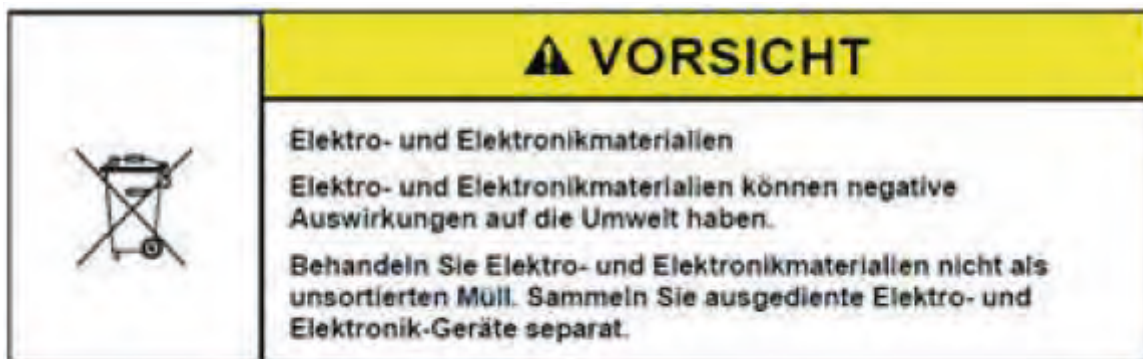 VORSICHT
Elektro- und Elektronikmaterialien
Elektro- und Elektronikmaterialien können negative
Auswirkungen auf die Umwelt haben.
Behandeln Sie Elektro- und Elektronikmaterialien nicht als
unsortierten Müll. Sammeln Sie ausgediente Elektro- und
Elektronik-Geräte separat.